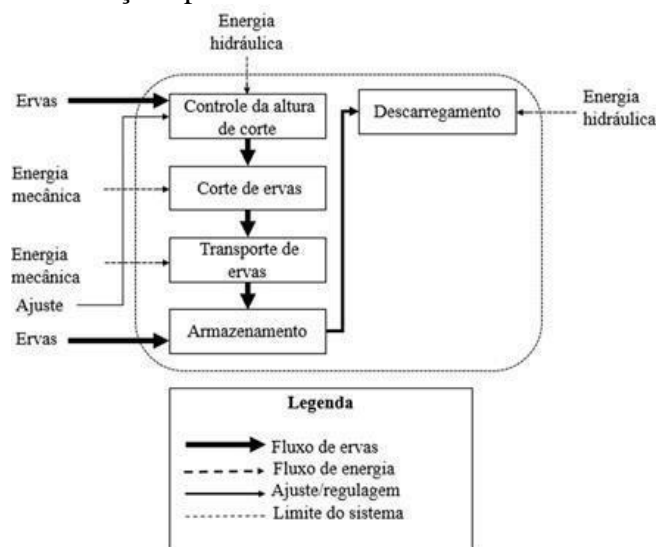 Energia
hidráulica
Ervas
Controle da altura
de corte
Descarregamento
Energia
hidráulica
Energia
mecânica
Corte de ervas
Energia
mecânica
Transporte de
ervas
Ajuste
Ervas
Armazenamento
Legenda
Fluxo de ervas
Fluxo de energia
Ajuste/regulagem
Limite do sistema